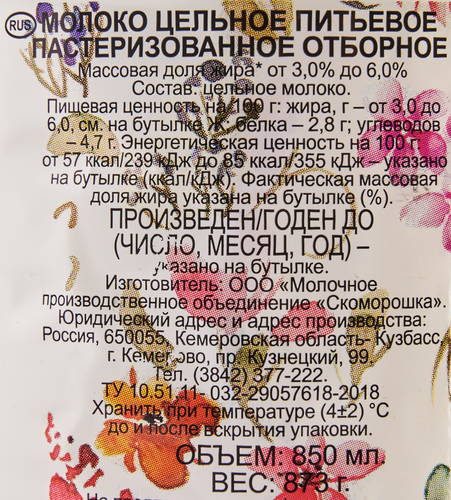 RUS МОЛОКО ЦЕЛЬНОЕ ПИТЬЕВОЕ
ПАСТЕРИЗОВАННОЕ ОТБОРНОЕ
Массовая доля жира* от 3,0% до 6,0%
Состав: цельное молоко.
Пищевая ценность на 100 г: жира, г – от 3,0 до
6,0, см. на бутылке Ж, белка – 2,8 г; углеводов
– 4,7 г. Энергетическая ценность на 100 г:
от 57 ккал/239 кДж до 85 ккал/355 кДж – указано
на бутылке (ккал/кДж). Фактическая массовая
доля жира указана на бутылке (%).
ПРОИЗВЕДЕН/ГОДЕН ДО
(ЧИСЛО, МЕСЯЦ, ГОД) –
указано на бутылке.
Изготовитель: ООО «Молочное
производственное объединение «Скоморошка».
Юридический адрес и адрес производства:
Россия, 650055, Кемеровская область- Кузбасс,
г. Кемерово, пр. Кузнецкий, 99.
Тел. (3842) 377-222.
ТУ 10.51.11-032-29057618-2018
Хранить при температуре (4±2) °С
до и после вскрытия упаковки.
ОБЪЕМ: 850 мл.
ВЕС: 873 г.